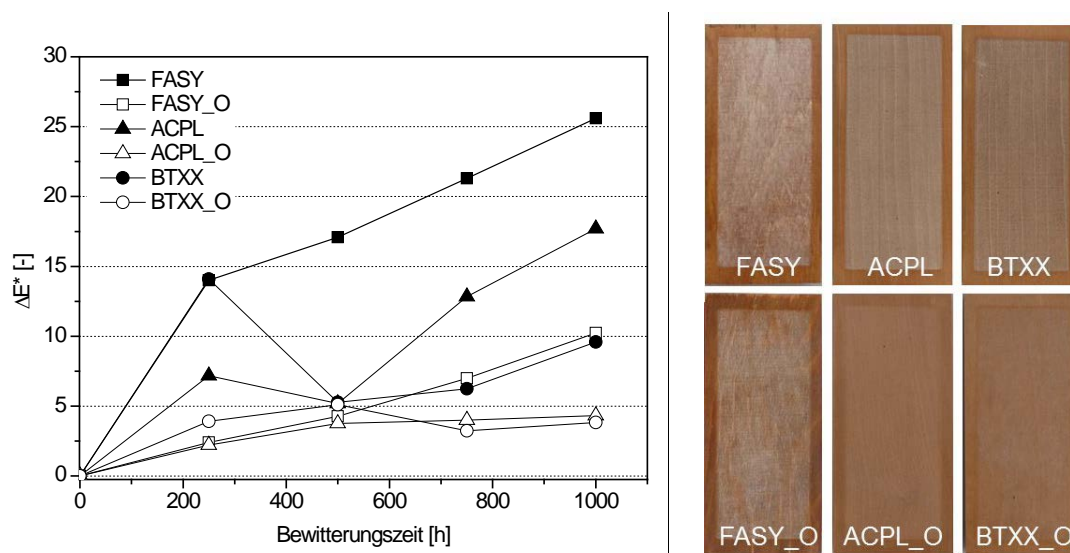 30
25
20
15
10
5
0
ΔE* [-]
FASY
FASY_O
ACPL
ACPL_O
BTXX
BTXX_O
0
200
400
600
800
1000
Bewitterungszeit [h]
FASY
ACPL
BTXX
FASY_O
ACPL_O
BTXX_O